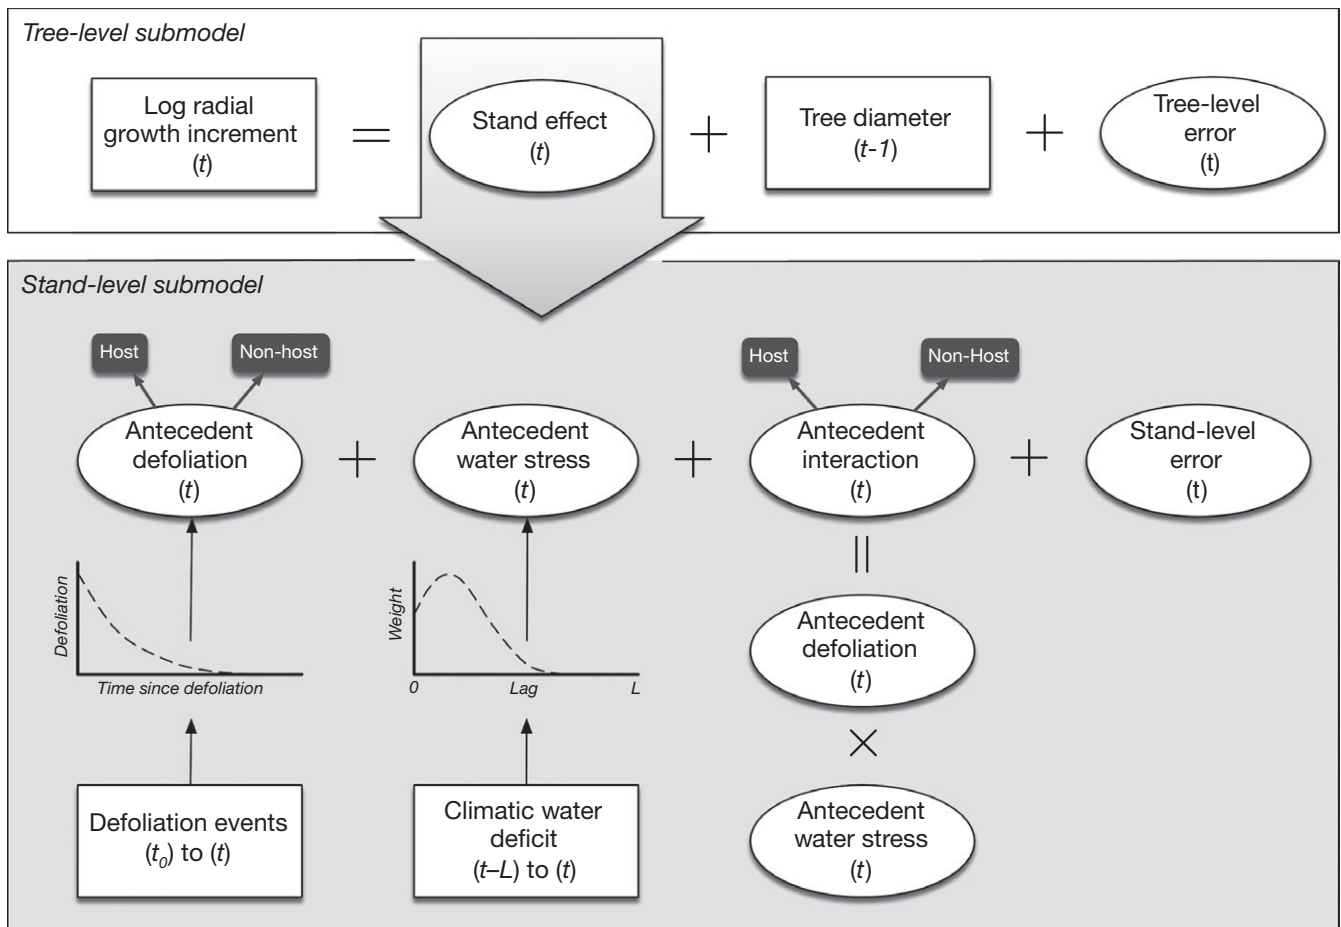 Tree-level submodel
Log radial
growth increment
(t)
=
Stand effect
(t)
+
Tree diameter
(t-1)
+
Tree-level
error
(t)
Stand-level submodel
Host
Non-host
Antecedent
defoliation
(t)
+
Antecedent
water stress
(t)
+
Host
Non-Host
Antecedent
interaction
(t)
+
Stand-level
error
(t)
Defoliation
Time since defoliation
Weight
0
Lag
L
=
Antecedent
defoliation
(t)
×
Antecedent
water stress
(t)
Defoliation events
(t₀) to (t)
Climatic water
deficit
(t–L) to (t)